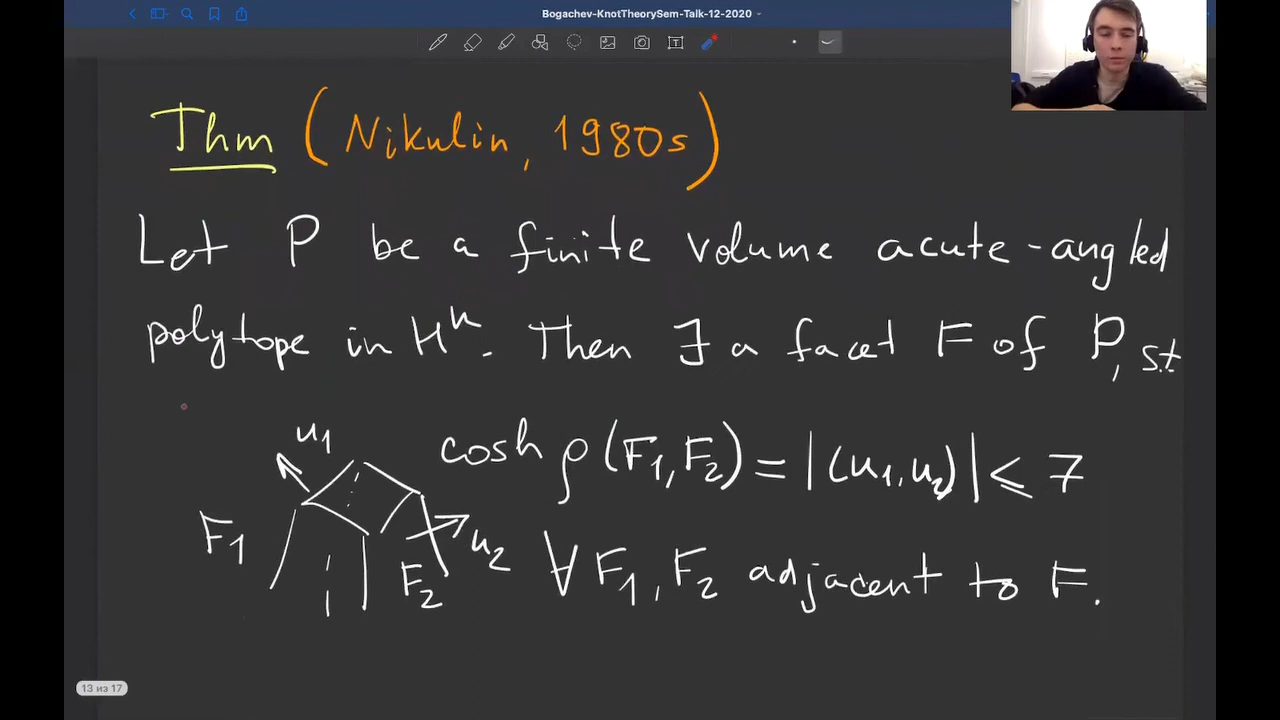 Bogachev-KnotTheorySem-Talk-12-2020
Thm (Nikulin, 1980s)
Let P be a finite volume acute-angled
polytope in Hⁿ. Then ∃ a facet F of P, s.t.
u₁
cosh ρ(F₁, F₂) = |(u₁, u₂)| ≤ 7
F₁
F₂
u₂
∀ F₁, F₂ adjacent to F.
13 из 17